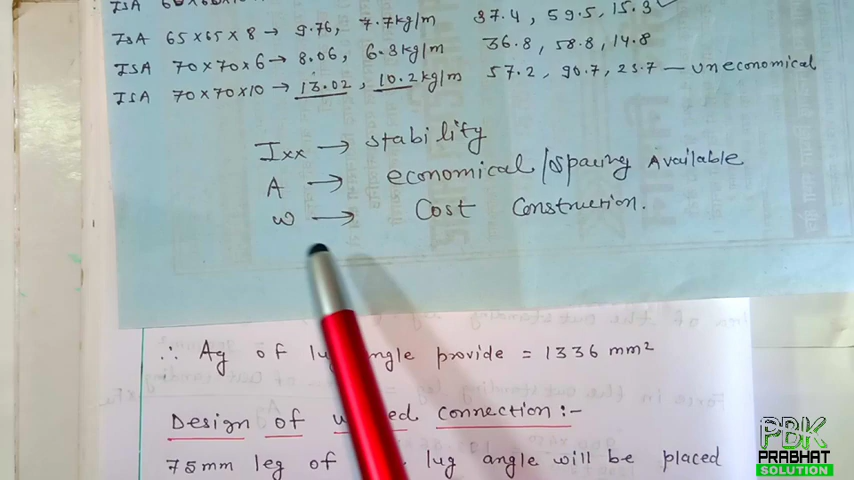 ISA
ISA 65×65×8 → 9.76, 7.7kg/m 37.4, 59.5, 15.3
ISA 70×70×6 → 8.06, 6.3kg/m 36.8, 58.8, 14.8
ISA 70×70×10 → 13.02, 10.2kg/m 57.2, 90.7, 23.7 — uneconomical
Ixx → stability
A → economical / spacing Available
w → Cost Construction.
∴ Ag of lug angle provide = 1336 mm²
Design of connection:-
75mm leg of lug angle will be placed
PBK
PRABHAT
SOLUTION